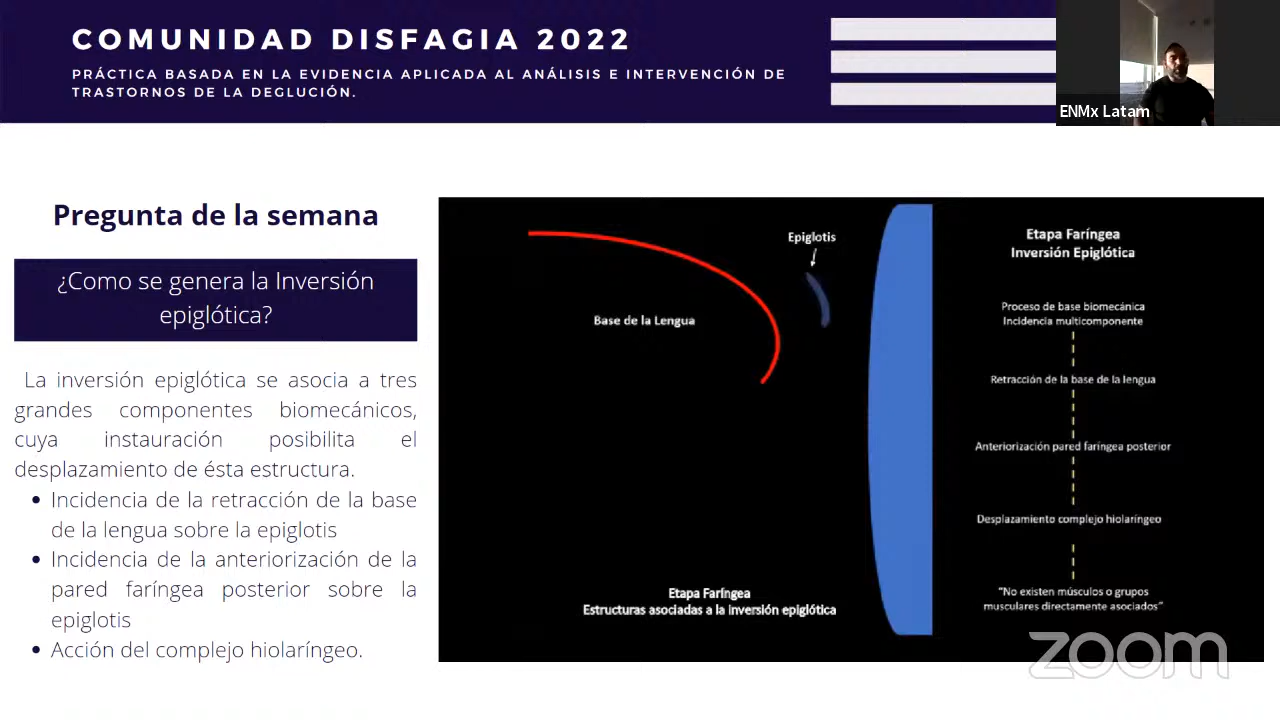 COMUNIDAD DISFAGIA 2022
PRÁCTICA BASADA EN LA EVIDENCIA APLICADA AL ANÁLISIS E INTERVENCIÓN DE
TRASTORNOS DE LA DEGLUCIÓN.
ENMx Latam
Pregunta de la semana
¿Como se genera la Inversión
epiglótica?
La inversión epiglótica se asocia a tres
grandes componentes biomecánicos,
cuya instauración posibilita el
desplazamiento de ésta estructura.
• Incidencia de la retracción de la base
de la lengua sobre la epiglotis
• Incidencia de la anteriorización de la
pared faríngea posterior sobre la
epiglotis
• Acción del complejo hiolaríngeo.
Epiglotis
Base de la Lengua
Etapa Faríngea
Estructuras asociadas a la inversión epiglótica
Etapa Faríngea
Inversión Epiglótica
Proceso de base biomecánica
Incidencia multicomponente
Retracción de la base de la lengua
Anteriorización pared faríngea posterior
Desplazamiento complejo hiolaríngeo
"No existen músculos o grupos
musculares directamente asociados"
zoom